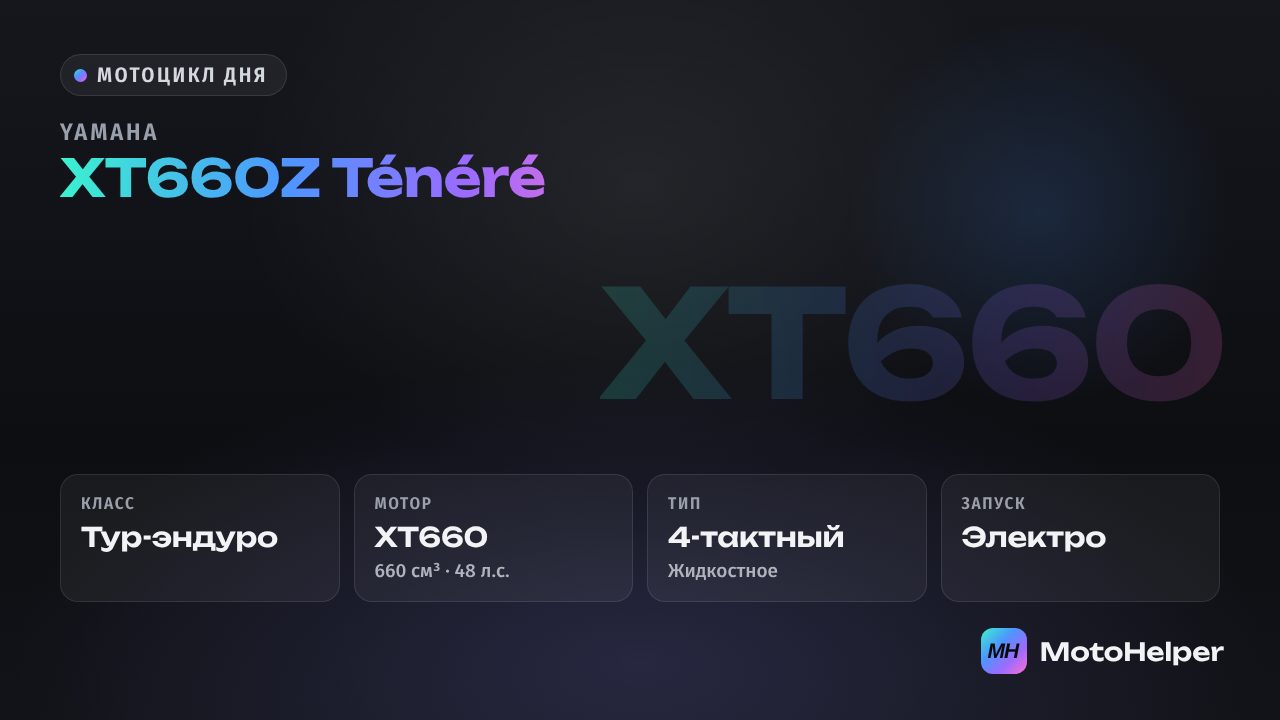 МОТОЦИКЛ ДНЯ
YAMAHA
XT660Z Ténéré
XT660
КЛАСС
Тур-эндуро
МОТОР
XT660
660 см³ · 48 л.с.
ТИП
4-тактный
Жидкостное
ЗАПУСК
Электро
MH MotoHelper